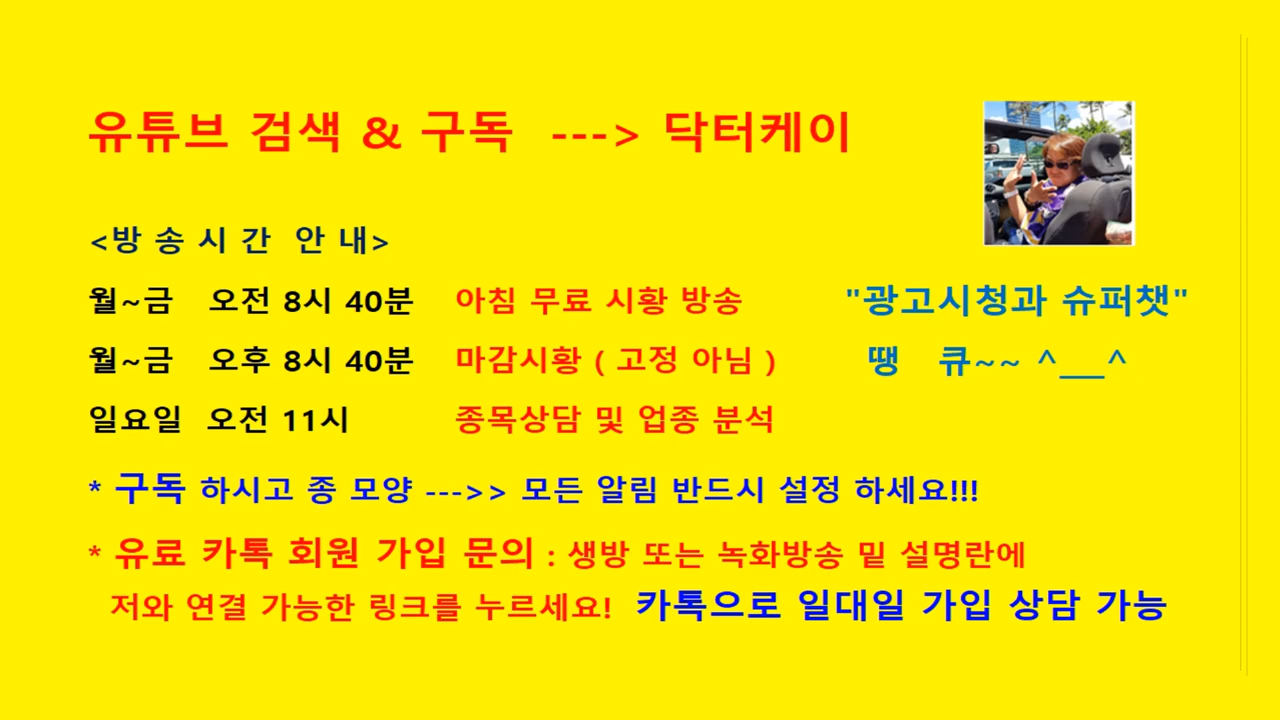 유튜브 검색 & 구독 ---> 닥터케이
<방 송 시 간 안 내>
월~금 오전 8시 40분 아침 무료 시황 방송
월~금 오후 8시 40분 마감시황 ( 고정 아님 )
일요일 오전 11시 종목상담 및 업종 분석
"광고시청과 슈퍼챗"
땡 큐~~ ^__^
* 구독 하시고 종 모양 --->> 모든 알림 반드시 설정 하세요!!!
* 유료 카톡 회원 가입 문의 : 생방 또는 녹화방송 밑 설명란에
저와 연결 가능한 링크를 누르세요! 카톡으로 일대일 가입 상담 가능